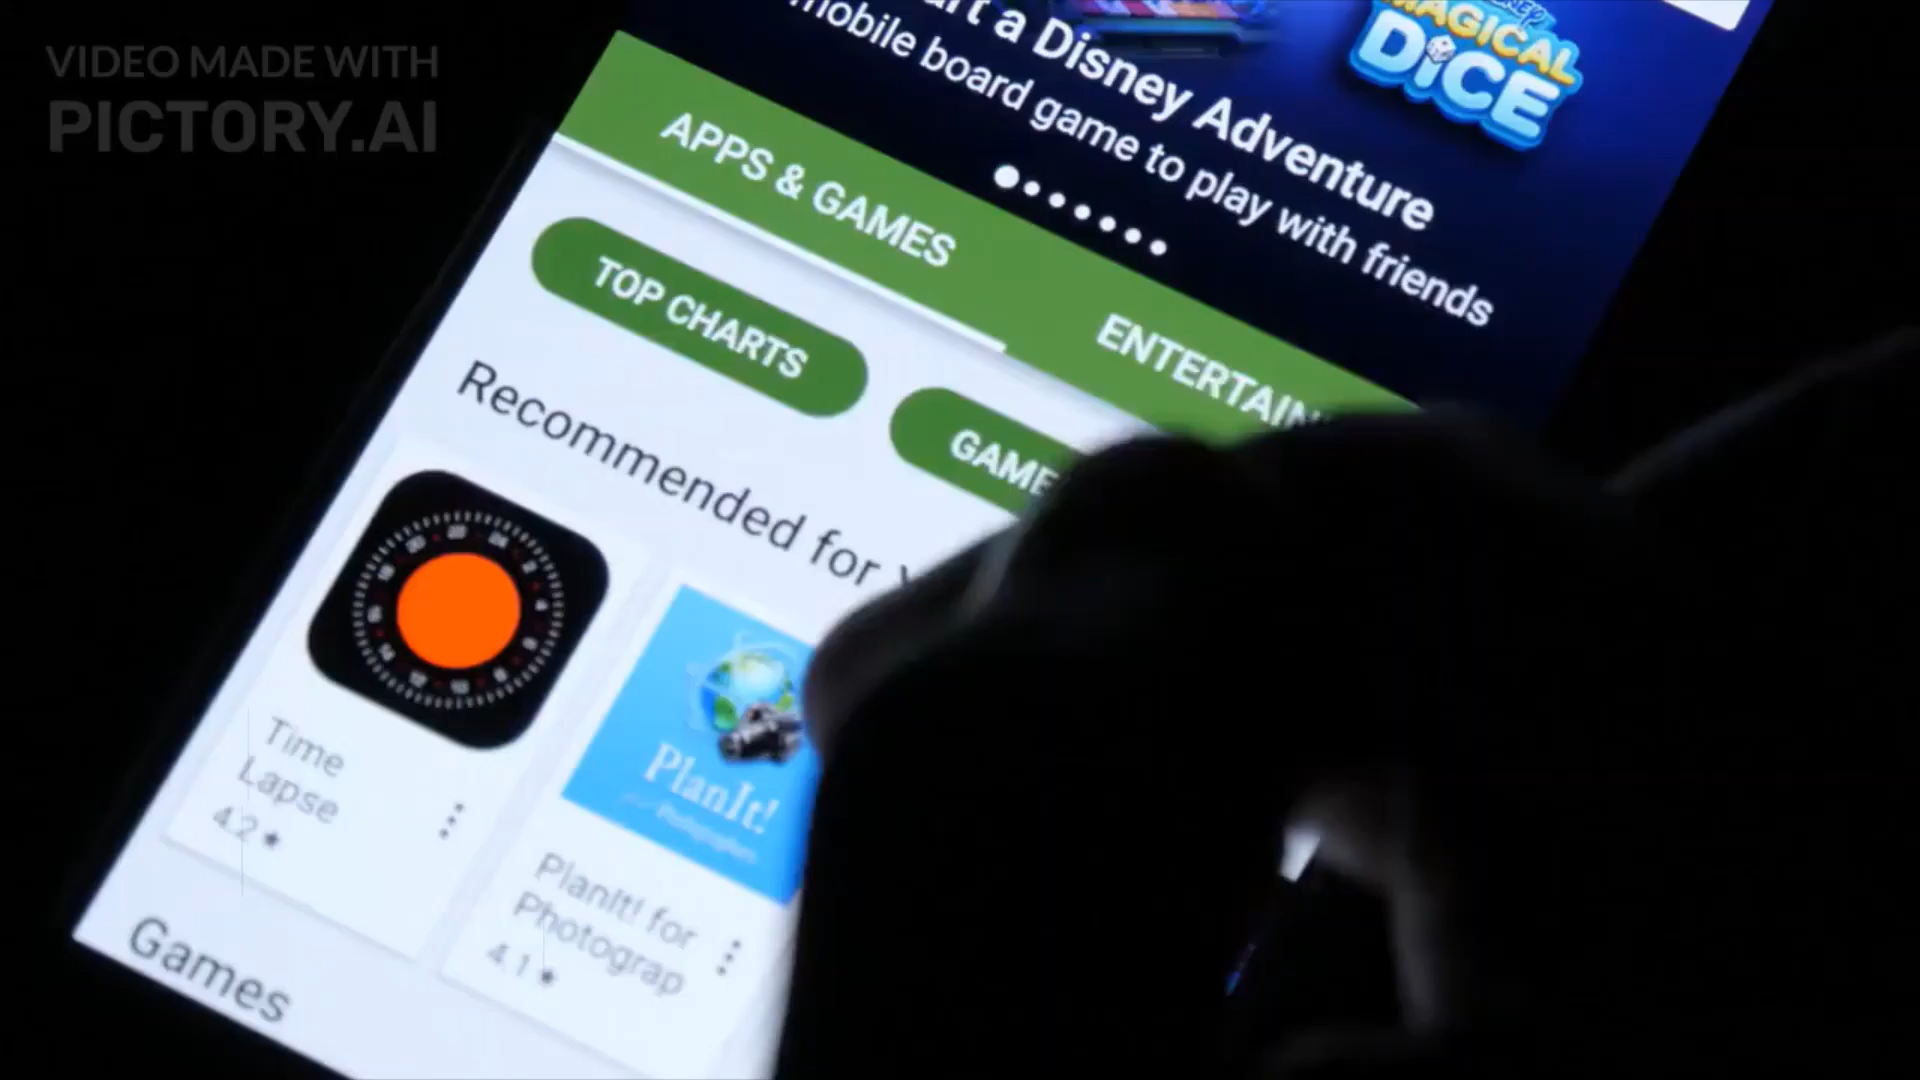 VIDEO MADE WITH
PICTORY.AI
a Disney Adventure
mobile board game to play with friends
MAGICAL
DiCE
APPS & GAMES
TOP CHARTS
Recommended for
Time
Lapse
4.2 ★
PlanIt!
PlanIt! for
Photograp
4.1 ★
Games